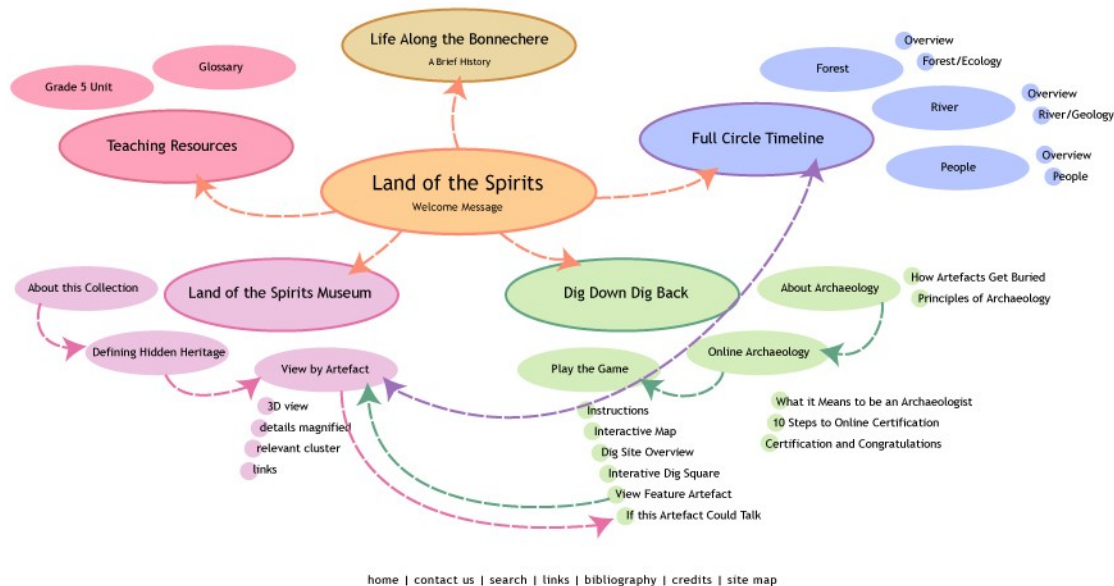 Life Along the Bonnechere
A Brief History
Glossary
Grade 5 Unit
Teaching Resources
Land of the Spirits
Welcome Message
Full Circle Timeline
Forest
Overview
Forest/Ecology
River
Overview
River/Geology
People
Overview
People
About this Collection
Land of the Spirits Museum
Defining Hidden Heritage
View by Artefact
3D view
details magnified
relevant cluster
links
Dig Down Dig Back
About Archaeology
How Artefacts Get Buried
Principles of Archaeology
Online Archaeology
What it Means to be an Archaeologist
10 Steps to Online Certification
Certification and Congratulations
Play the Game
Instructions
Interactive Map
Dig Site Overview
Interative Dig Square
View Feature Artefact
If this Artefact Could Talk
home | contact us | search | links | bibliography | credits | site map